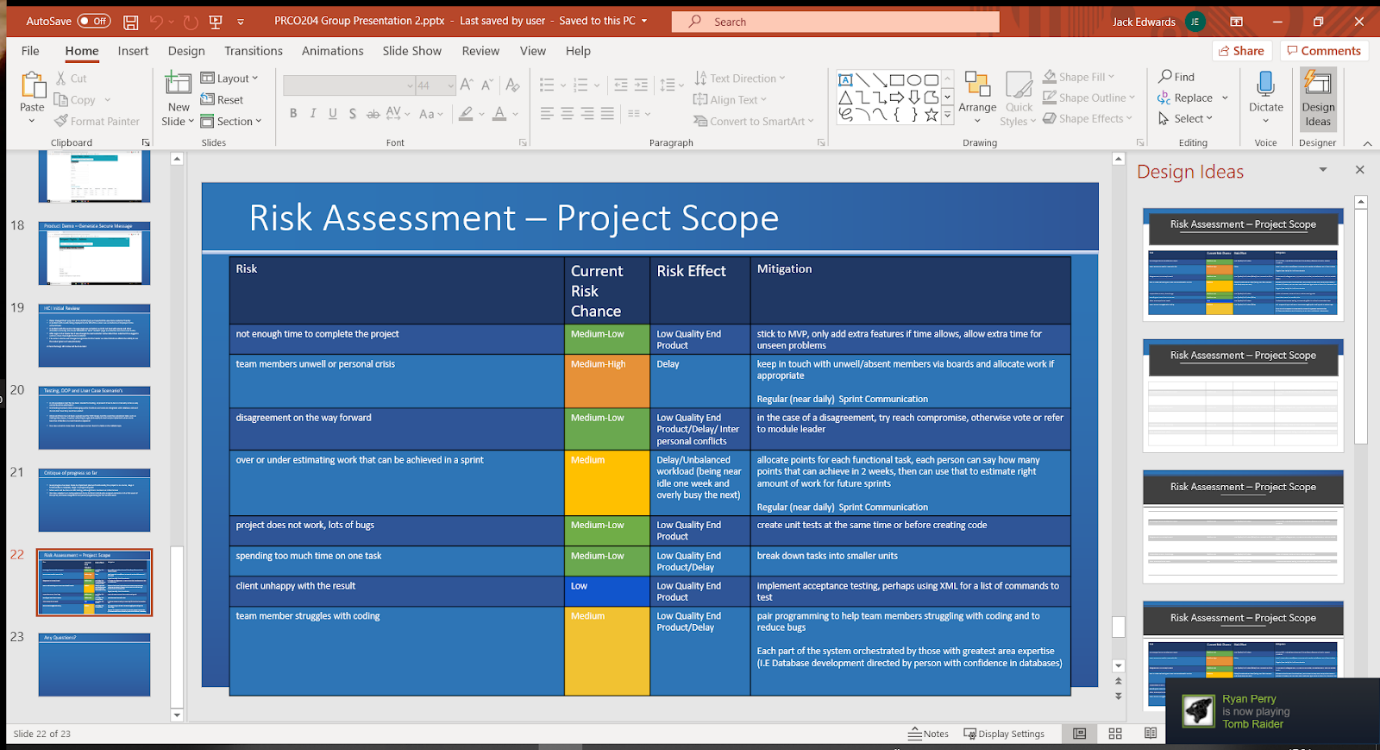 AutoSave Off PRCO204 Group Presentation 2.pptx - Last saved by user - Saved to this PC Search Jack Edwards JE
File Home Insert Design Transitions Animations Slide Show Review View Help Share Comments
Paste
Cut
Copy
Format Painter
Clipboard
New
Slide
Layout
Reset
Section
Slides
44
B I U S ab AV Aa A
Font
Text Direction
Align Text
Convert to SmartArt
Paragraph
Arrange
Quick
Styles
Shape Fill
Shape Outline
Shape Effects
Drawing
Find
Replace
Select
Editing
Dictate
Voice
Design
Ideas
Designer
18
Product Demo – Generate Secure Message
19
HCI Initial Review
20
21
Critique of progress so far
22
Risk Assessment – Project Scope
23
Any Questions?
Risk Assessment – Project Scope
Risk
Current
Risk
Chance
Risk Effect
Mitigation
not enough time to complete the project
Medium-Low
Low Quality End
Product
stick to MVP, only add extra features if time allows, allow extra time for
unseen problems
team members unwell or personal crisis
Medium-High
Delay
keep in touch with unwell/absent members via boards and allocate work if
appropriate
Regular (near daily) Sprint Communication
disagreement on the way forward
Medium-Low
Low Quality End
Product/Delay/ Inter
personal conflicts
in the case of a disagreement, try reach compromise, otherwise vote or refer
to module leader
over or under estimating work that can be achieved in a sprint
Medium
Delay/Unbalanced
workload (being near
idle one week and
overly busy the next)
allocate points for each functional task, each person can say how many
points that can achieve in 2 weeks, then can use that to estimate right
amount of work for future sprints
Regular (near daily) Sprint Communication
project does not work, lots of bugs
Medium-Low
Low Quality End
Product
create unit tests at the same time or before creating code
spending too much time on one task
Medium-Low
Low Quality End
Product/Delay
break down tasks into smaller units
client unhappy with the result
Low
Low Quality End
Product
implement acceptance testing, perhaps using XML for a list of commands to
test
team member struggles with coding
Medium
Low Quality End
Product/Delay
pair programming to help team members struggling with coding and to
reduce bugs
Each part of the system orchestrated by those with greatest area expertise
(I.E Database development directed by person with confidence in databases)
Design Ideas
Risk Assessment – Project Scope
Risk Assessment – Project Scope
Risk Assessment – Project Scope
Risk Assessment – Project Scope
Ryan Perry
is now playing
Tomb Raider
Slide 22 of 23
Notes
Display Settings